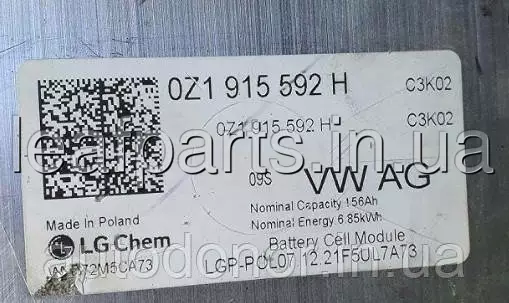 0Z1 915 592 H C3K02
0Z1 915 592 H C3K02
leafparts.in.ua
09S VW AG
Nominal Capacity 156Ah
Nominal Energy 6.85kWh
Made In Poland
Battery Cell Module
LG Chem
LGP-POL07.12.21F5UL7A73
autodonor.in.ua